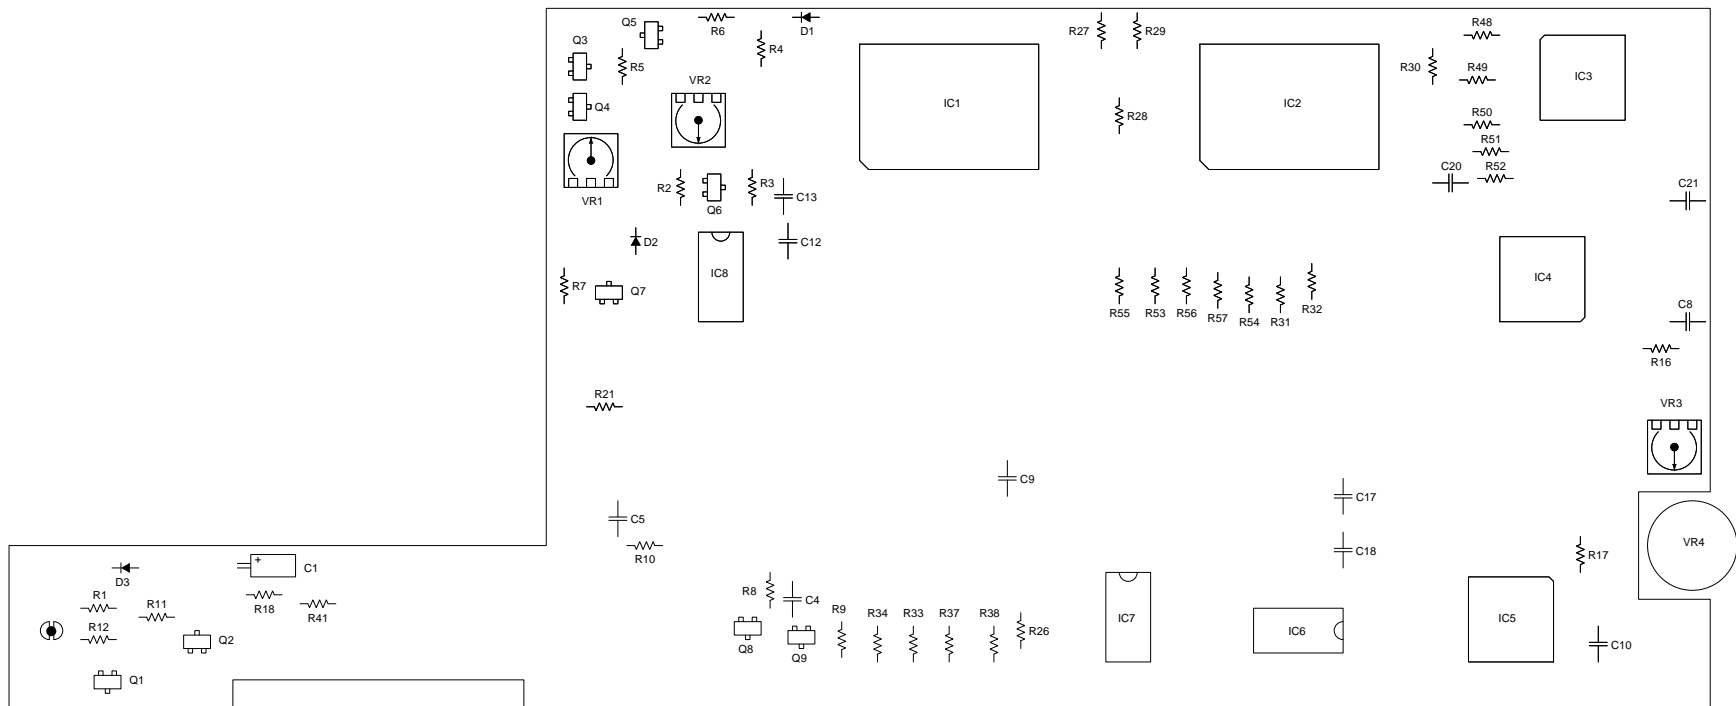 Q5
R6
D1
R27
R29
R48
Q3
R5
R4
VR2
IC1
IC2
R30
R49
IC3
Q4
R28
R50
R51
VR1
R2
Q6
R3
C13
C20
R52
C21
D2
IC8
C12
R7
Q7
R55
R53
R56
R57
R54
R31
R32
IC4
C8
R16
R21
VR3
C9
C17
C5
R10
C18
R17
VR4
D3
+
C1
R1
R11
R18
R41
R12
Q2
Q1
R8
C4
Q8
Q9
R9
R34
R33
R37
R38
R26
IC7
IC6
IC5
C10